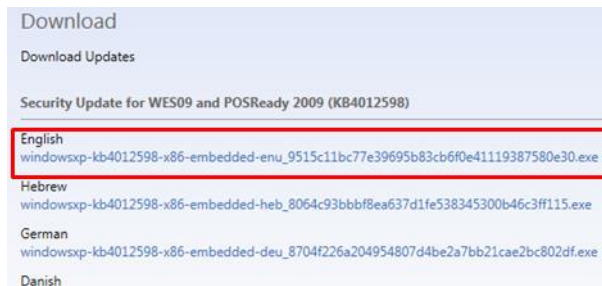 Download
Download Updates
Security Update for WES09 and POSReady 2009 (KB4012598)
English
windowsxp-kb4012598-x86-embedded-enu_9515c11bc77e39695b83cb6f0e41119387580e30.exe
Hebrew
windowsxp-kb4012598-x86-embedded-heb_8064c93bbbf8ea637d1fe538345300b46c3ff115.exe
German
windowsxp-kb4012598-x86-embedded-deu_8704f226a204954807d4be2a7bb21cae2bc802df.exe
Danish